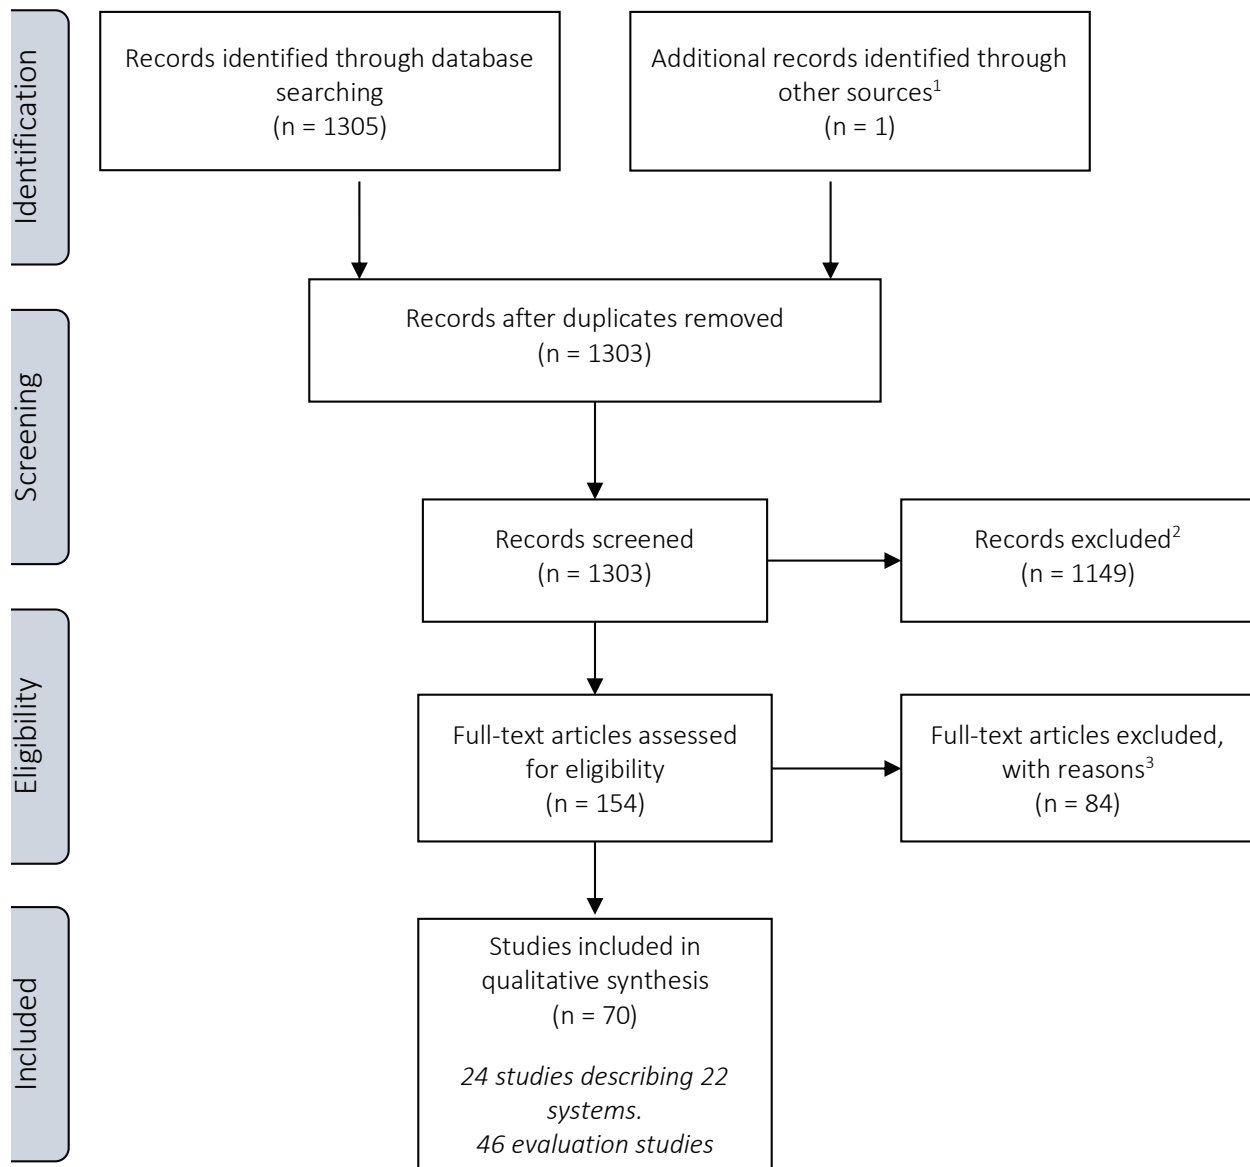 Identification
Records identified through database
searching
(n = 1305)
Additional records identified through
other sources¹
(n = 1)
Records after duplicates removed
(n = 1303)
Screening
Records screened
(n = 1303)
Records excluded²
(n = 1149)
Eligibility
Full-text articles assessed
for eligibility
(n = 154)
Full-text articles excluded,
with reasons³
(n = 84)
Included
Studies included in
qualitative synthesis
(n = 70)
24 studies describing 22
systems.
46 evaluation studies